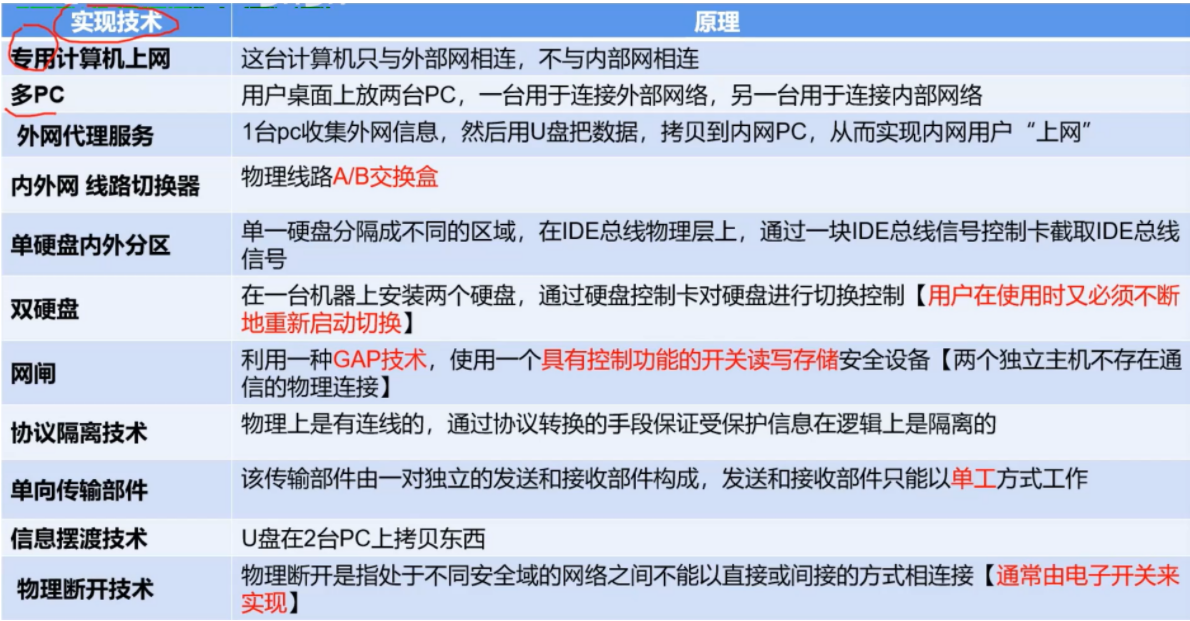 实现技术 原理
专用计算机上网 这台计算机只与外部网相连，不与内部网相连
多PC 用户桌面上放两台PC，一台用于连接外部网络，另一台用于连接内部网络
外网代理服务 1台pc收集外网信息，然后用U盘把数据，拷贝到内网PC，从而实现内网用户“上网”
内外网 线路切换器 物理线路A/B交换盒
单硬盘内外分区 单一硬盘分隔成不同的区域，在IDE总线物理层上，通过一块IDE总线信号控制卡截取IDE总线
信号
双硬盘 在一台机器上安装两个硬盘，通过硬盘控制卡对硬盘进行切换控制【用户在使用时又必须不断
地重新启动切换】
网闸 利用一种GAP技术，使用一个具有控制功能的开关读写存储安全设备【两个独立主机不存在通
信的物理连接】
协议隔离技术 物理上是有连线的，通过协议转换的手段保证受保护信息在逻辑上是隔离的
单向传输部件 该传输部件由一对独立的发送和接收部件构成，发送和接收部件只能以单工方式工作
信息摆渡技术 U盘在2台PC上拷贝东西
物理断开技术 物理断开是指处于不同安全域的网络之间不能以直接或间接的方式相连接【通常由电子开关来
实现】